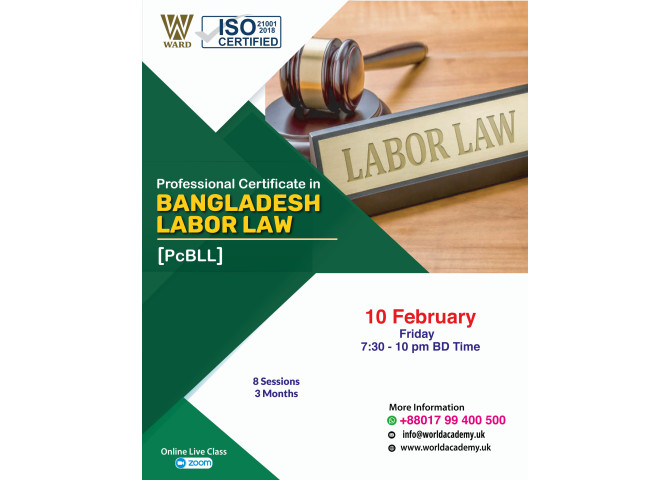 WARD
ISO 21001 2018
CERTIFIED
LABOR LAW
Professional Certificate in
BANGLADESH
LABOR LAW
[PcBLL]
10 February
Friday
7:30 - 10 pm BD Time
8 Sessions
3 Months
More Information
+88017 99 400 500
info@worldacademy.uk
www.worldacademy.uk
Online Live Class
zoom